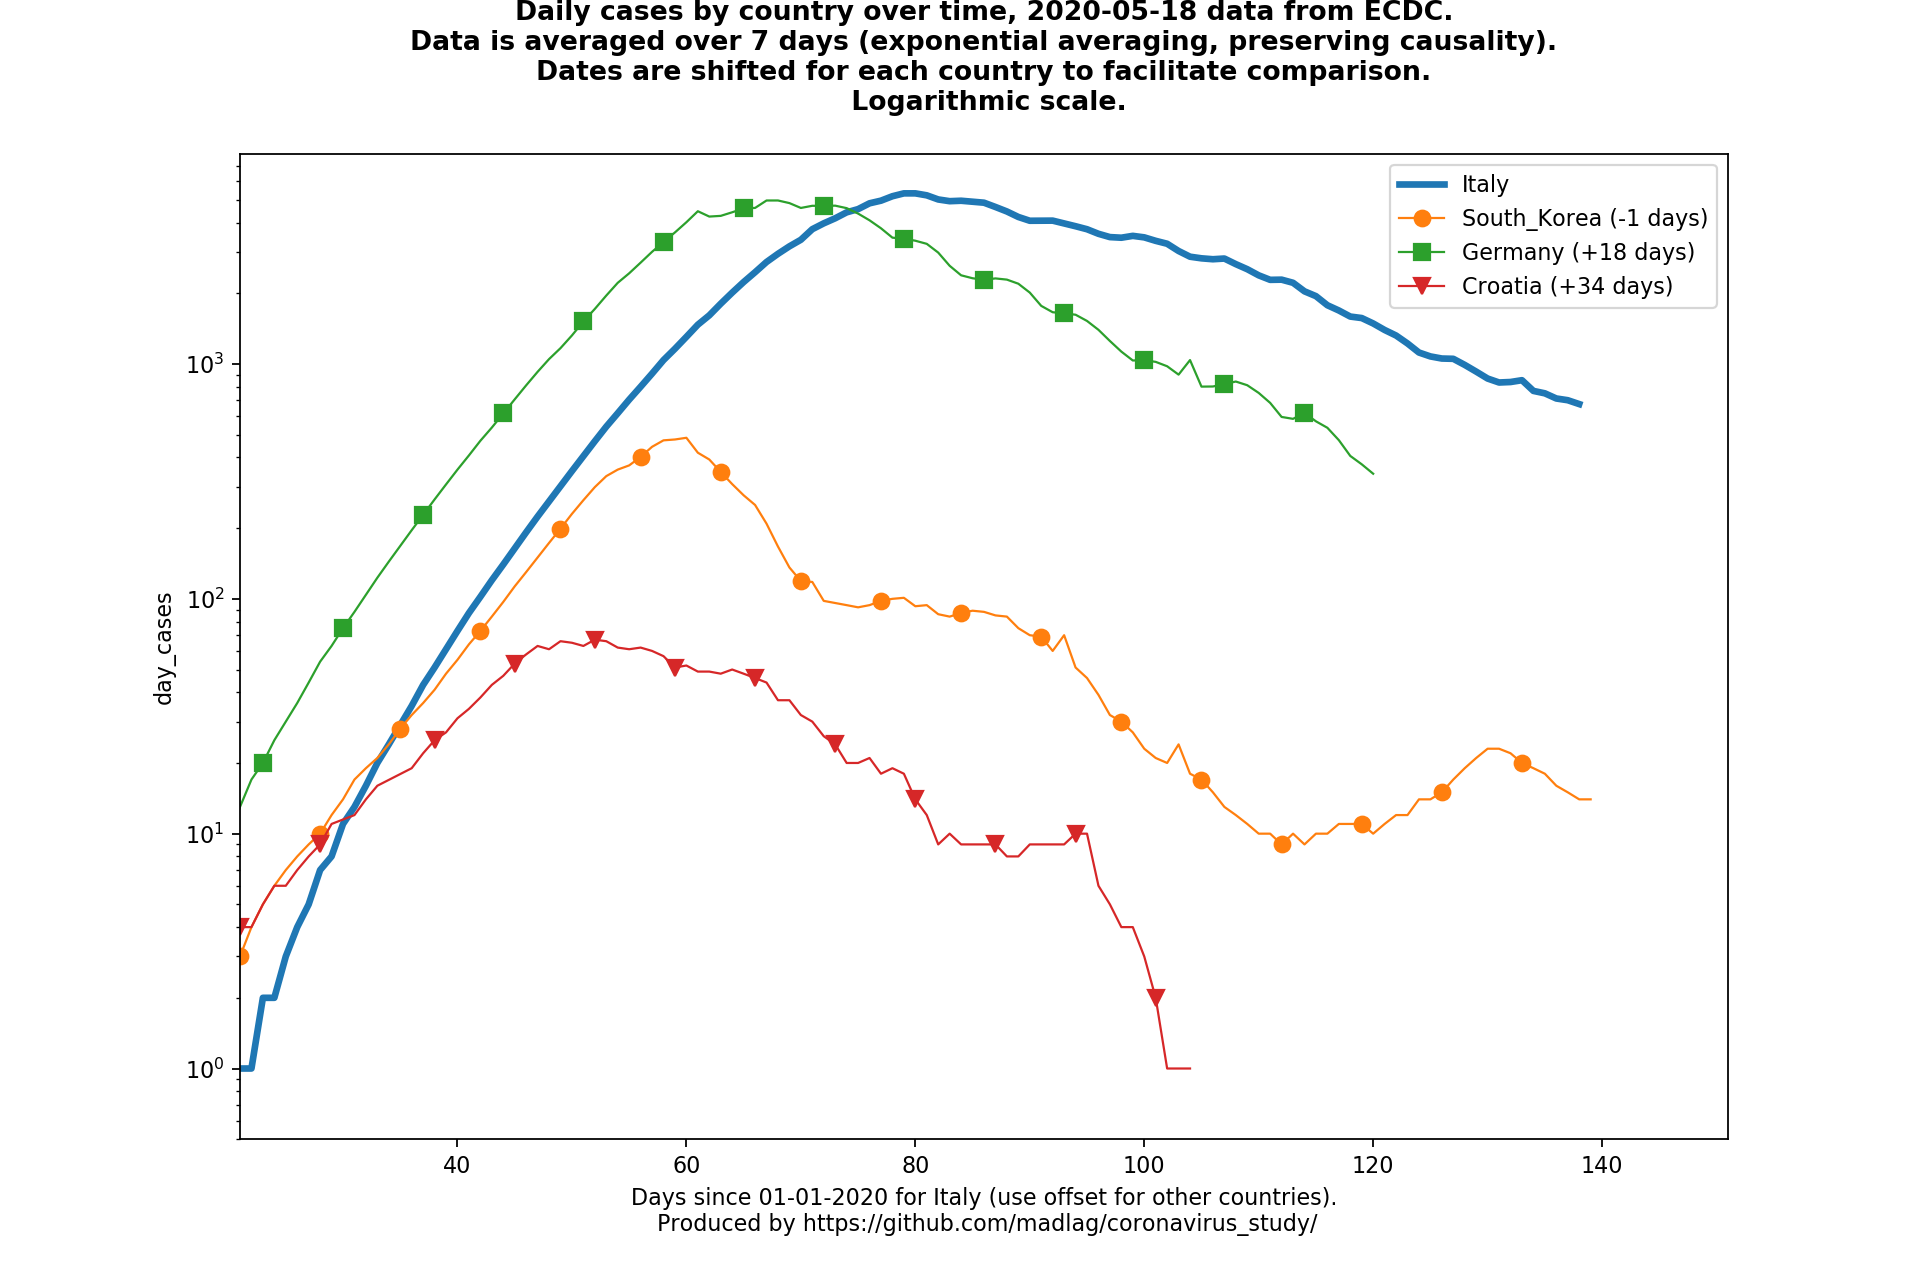 Daily cases by country over time, 2020-05-18 data from ECDC.
Data is averaged over 7 days (exponential averaging, preserving causality).
Dates are shifted for each country to facilitate comparison.
Logarithmic scale.
Italy
South_Korea (-1 days)
Germany (+18 days)
Croatia (+34 days)
day_cases
10³
10²
10¹
10⁰
40 60 80 100 120 140
Days since 01-01-2020 for Italy (use offset for other countries).
Produced by https://github.com/madlag/coronavirus_study/